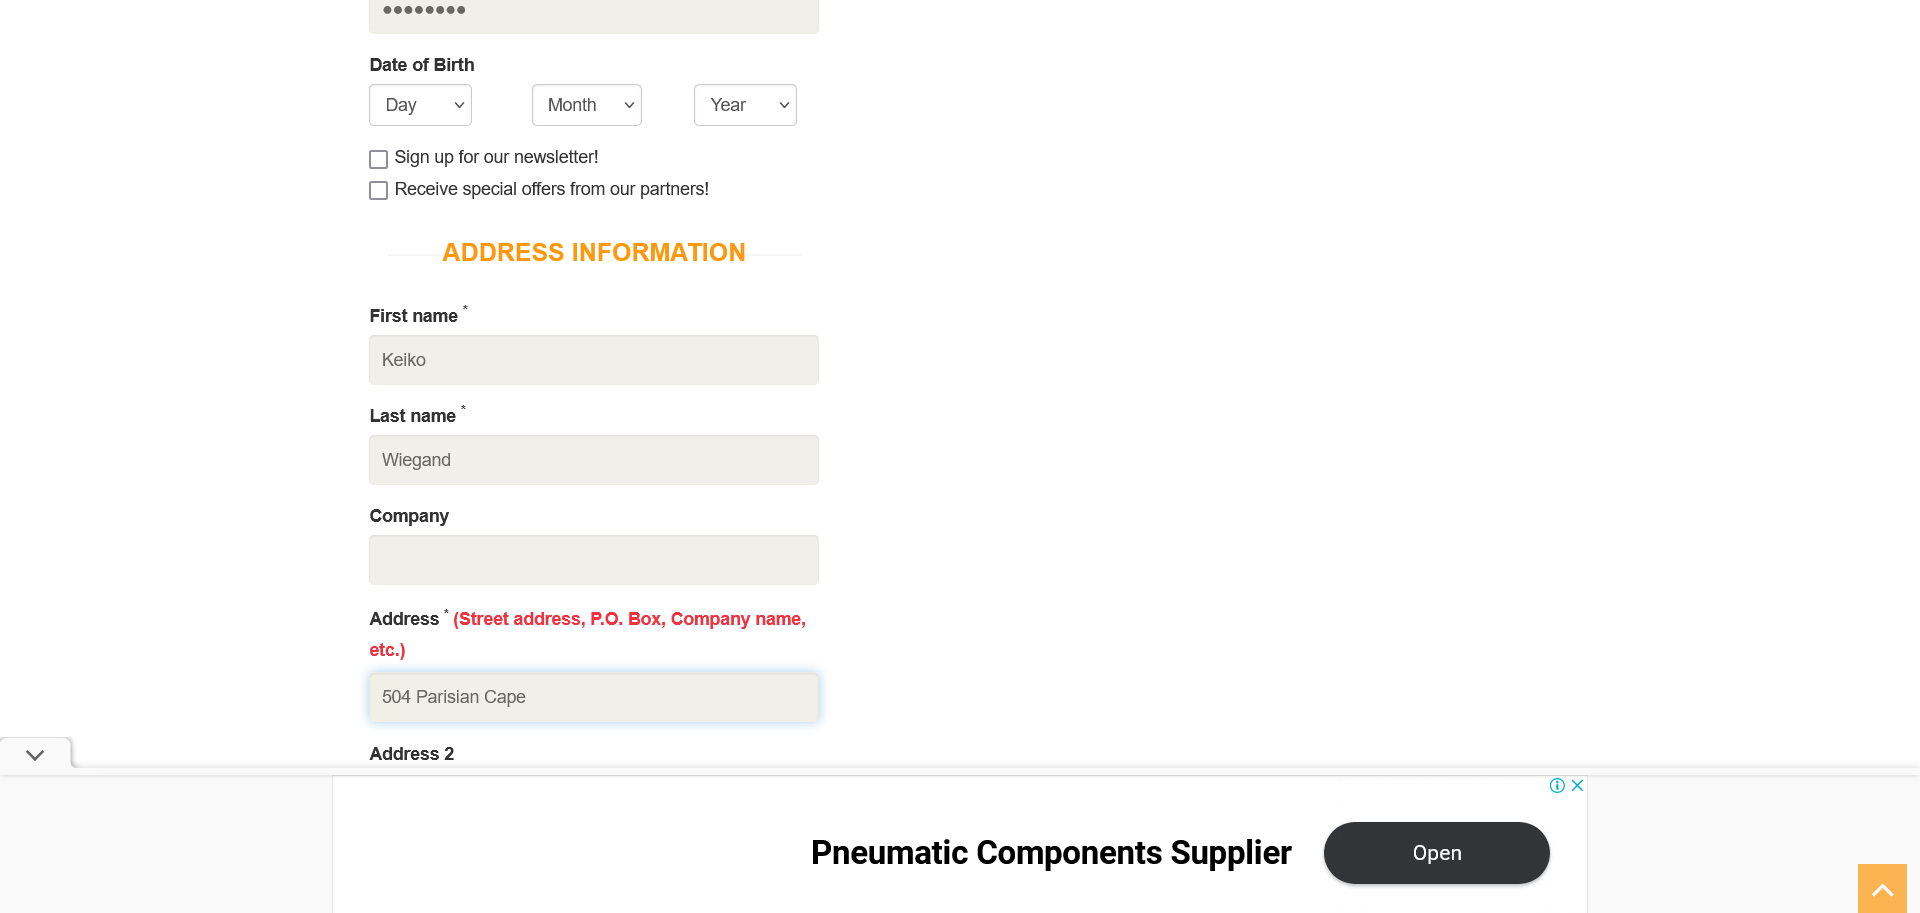 Date of Birth
Day Month Year
Sign up for our newsletter!
Receive special offers from our partners!
ADDRESS INFORMATION
First name *
Keiko
Last name *
Wiegand
Company
Address * (Street address, P.O. Box, Company name,
etc.)
504 Parisian Cape
Address 2
Pneumatic Components Supplier
Open